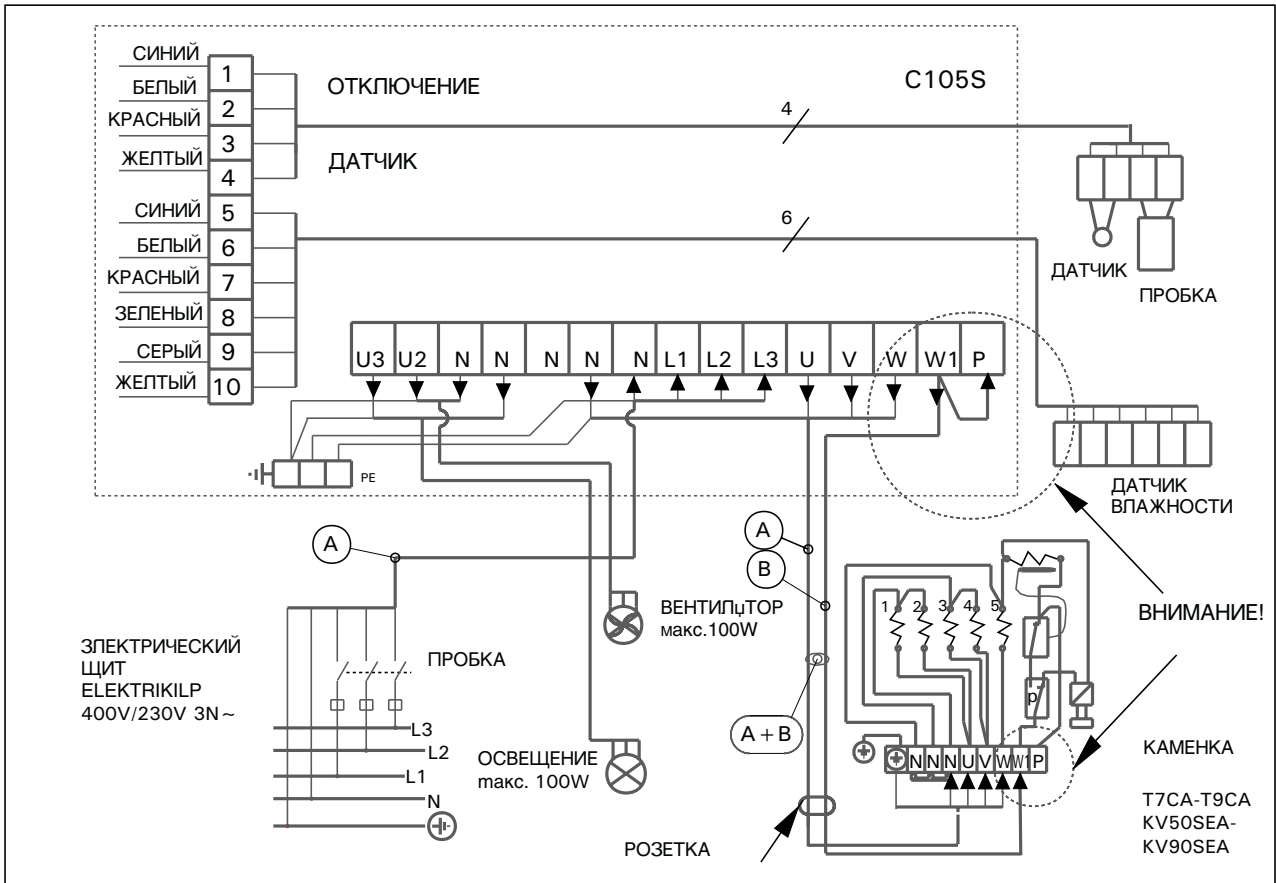 СИНИЙ 1
БЕЛЫЙ 2
КРАСНЫЙ 3
ЖЕЛТЫЙ 4
СИНИЙ 5
БЕЛЫЙ 6
КРАСНЫЙ 7
ЗЕЛЕНЫЙ 8
СЕРЫЙ 9
ЖЕЛТЫЙ 10
ОТКЛЮЧЕНИЕ
ДАТЧИК
C105S
4
6
ДАТЧИК
ПРОБКА
U3 U2 N N N N N L1 L2 L3 U V W W1 P
PE
ДАТЧИК
ВЛАЖНОСТИ
A
A
B
A+B
ВЕНТИЛџТОР
макс.100W
ЗЛЕКТРИЧЕСКИЙ
ЩИТ
ELEKTRIKILP
400V/230V 3N~
ПРОБКА
L3
L2
L1
N
ОСВЕЩЕНИЕ
maкc. 100W
РОЗЕТКА
1 2 3 4 5
p
N N N U V W W1 P
ВНИМАНИЕ!
КАМЕНКА
T7CA-T9CA
KV50SEA-
KV90SEA